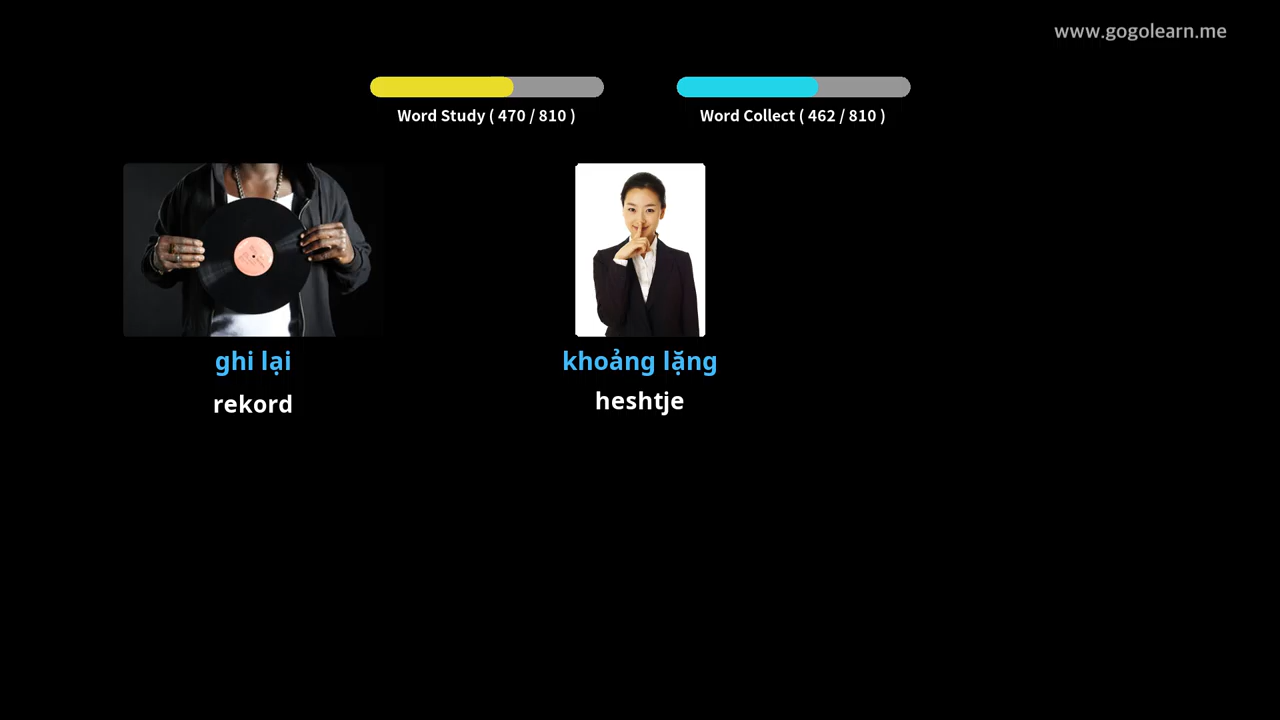 www.gogolearn.me
Word Study ( 470 / 810 )
Word Collect ( 462 / 810 )
ghi lại
rekord
khoảng lặng
heshtje